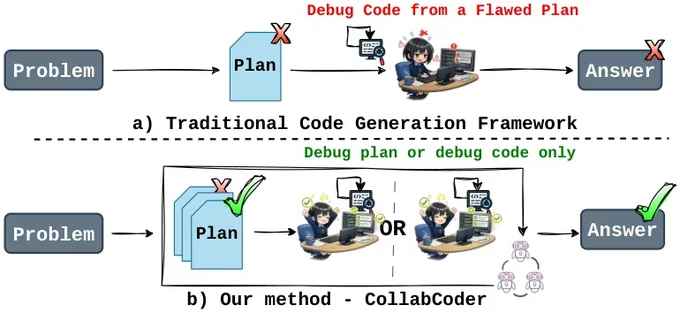 Debug Code from a Flawed Plan
Problem
Plan
Answer
a) Traditional Code Generation Framework
Debug plan or debug code only
Problem
Plan
OR
Answer
b) Our method - CollabCoder